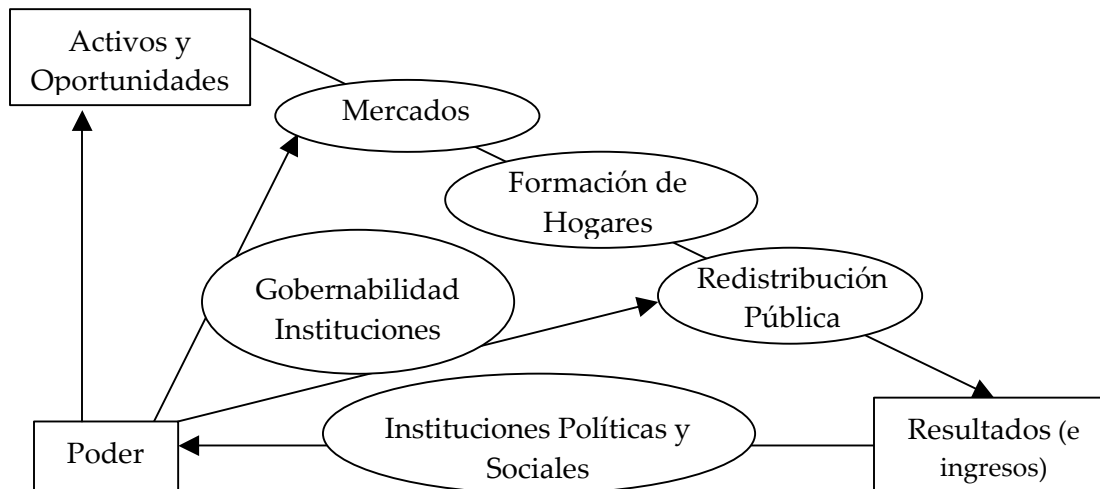 Activos y
Oportunidades
Mercados
Formación de
Hogares
Gobernabilidad
Instituciones
Redistribución
Pública
Poder
Instituciones Políticas y
Sociales
Resultados (e
ingresos)